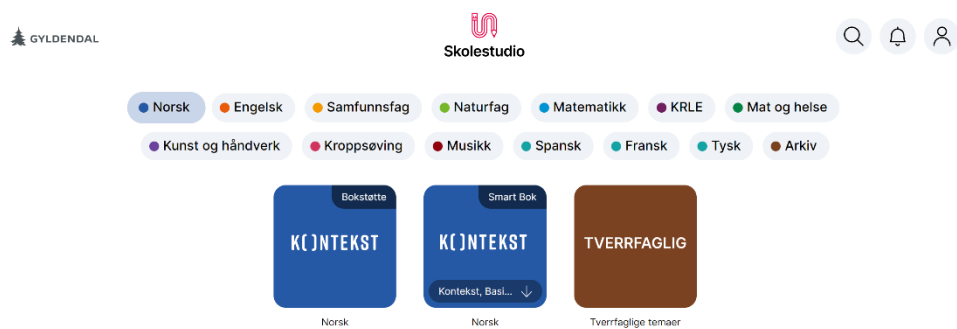 GYLDENDAL
Skolestudio
Norsk Engelsk Samfunnsfag Naturfag Matematikk KRLE Mat og helse
Kunst og håndverk Kroppsøving Musikk Spansk Fransk Tysk Arkiv
Bokstøtte Smart Bok
K( )NTEKST K( )NTEKST TVERRFAGLIG
Kontekst, Basi...
Norsk Norsk Tverrfaglige temaer